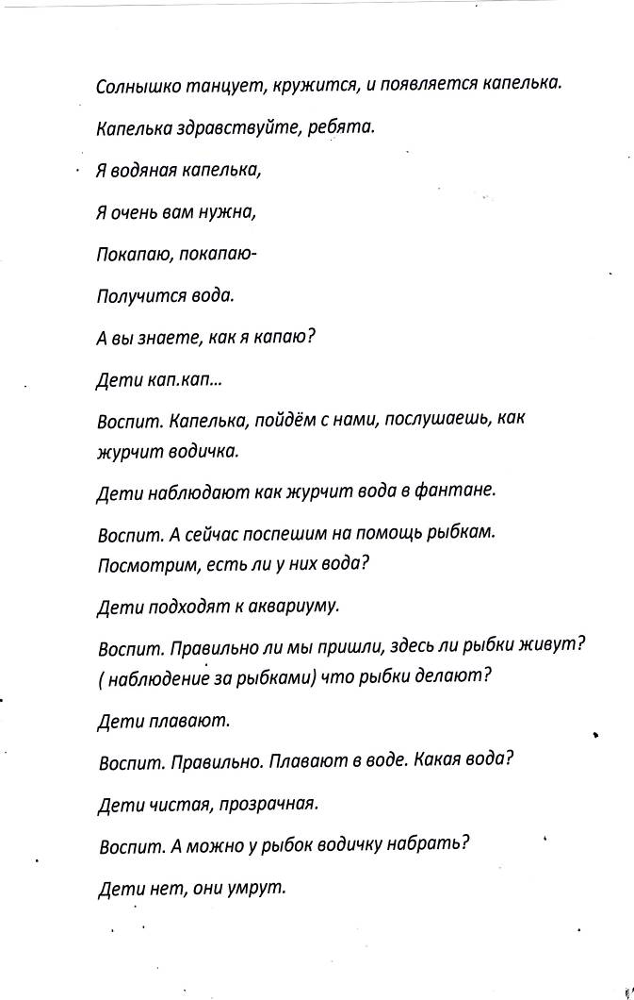 Солнышко танцует, кружится, и появляется капелька.
Капелька здравствуйте, ребята.
Я водяная капелька,
Я очень вам нужна,
Покапаю, покапаю-
Получится вода.
А вы знаете, как я капаю?
Дети кап.кап...
Воспит. Капелька, пойдём с нами, послушаешь, как
журчит водичка.
Дети наблюдают как журчит вода в фантане.
Воспит. А сейчас поспешим на помощь рыбкам.
Посмотрим, есть ли у них вода?
Дети подходят к аквариуму.
Воспит. Правильно ли мы пришли, здесь ли рыбки живут?
( наблюдение за рыбками) что рыбки делают?
Дети плавают.
Воспит. Правильно. Плавают в воде. Какая вода?
Дети чистая, прозрачная.
Воспит. А можно у рыбок водичку набрать?
Дети нет, они умрут.